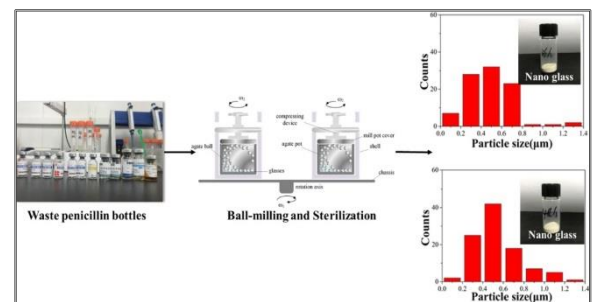 Waste penicillin bottles
compressing
device
mill pot cover
agate ball
agate pot
shell
glasses
chassis
rotation axis
Ball-milling and Sterilization
60
40
20
0
Counts
0.0 0.2 0.4 0.6 0.8 1.0 1.2 1.4
Particle size(μm)
Nano glass
60
40
20
0
Counts
0.0 0.2 0.4 0.6 0.8 1.0 1.2 1.4
Particle size(μm)
Nano glass